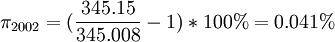 π2002 = (345.15/345.008 − 1) * 100% = 0.041%